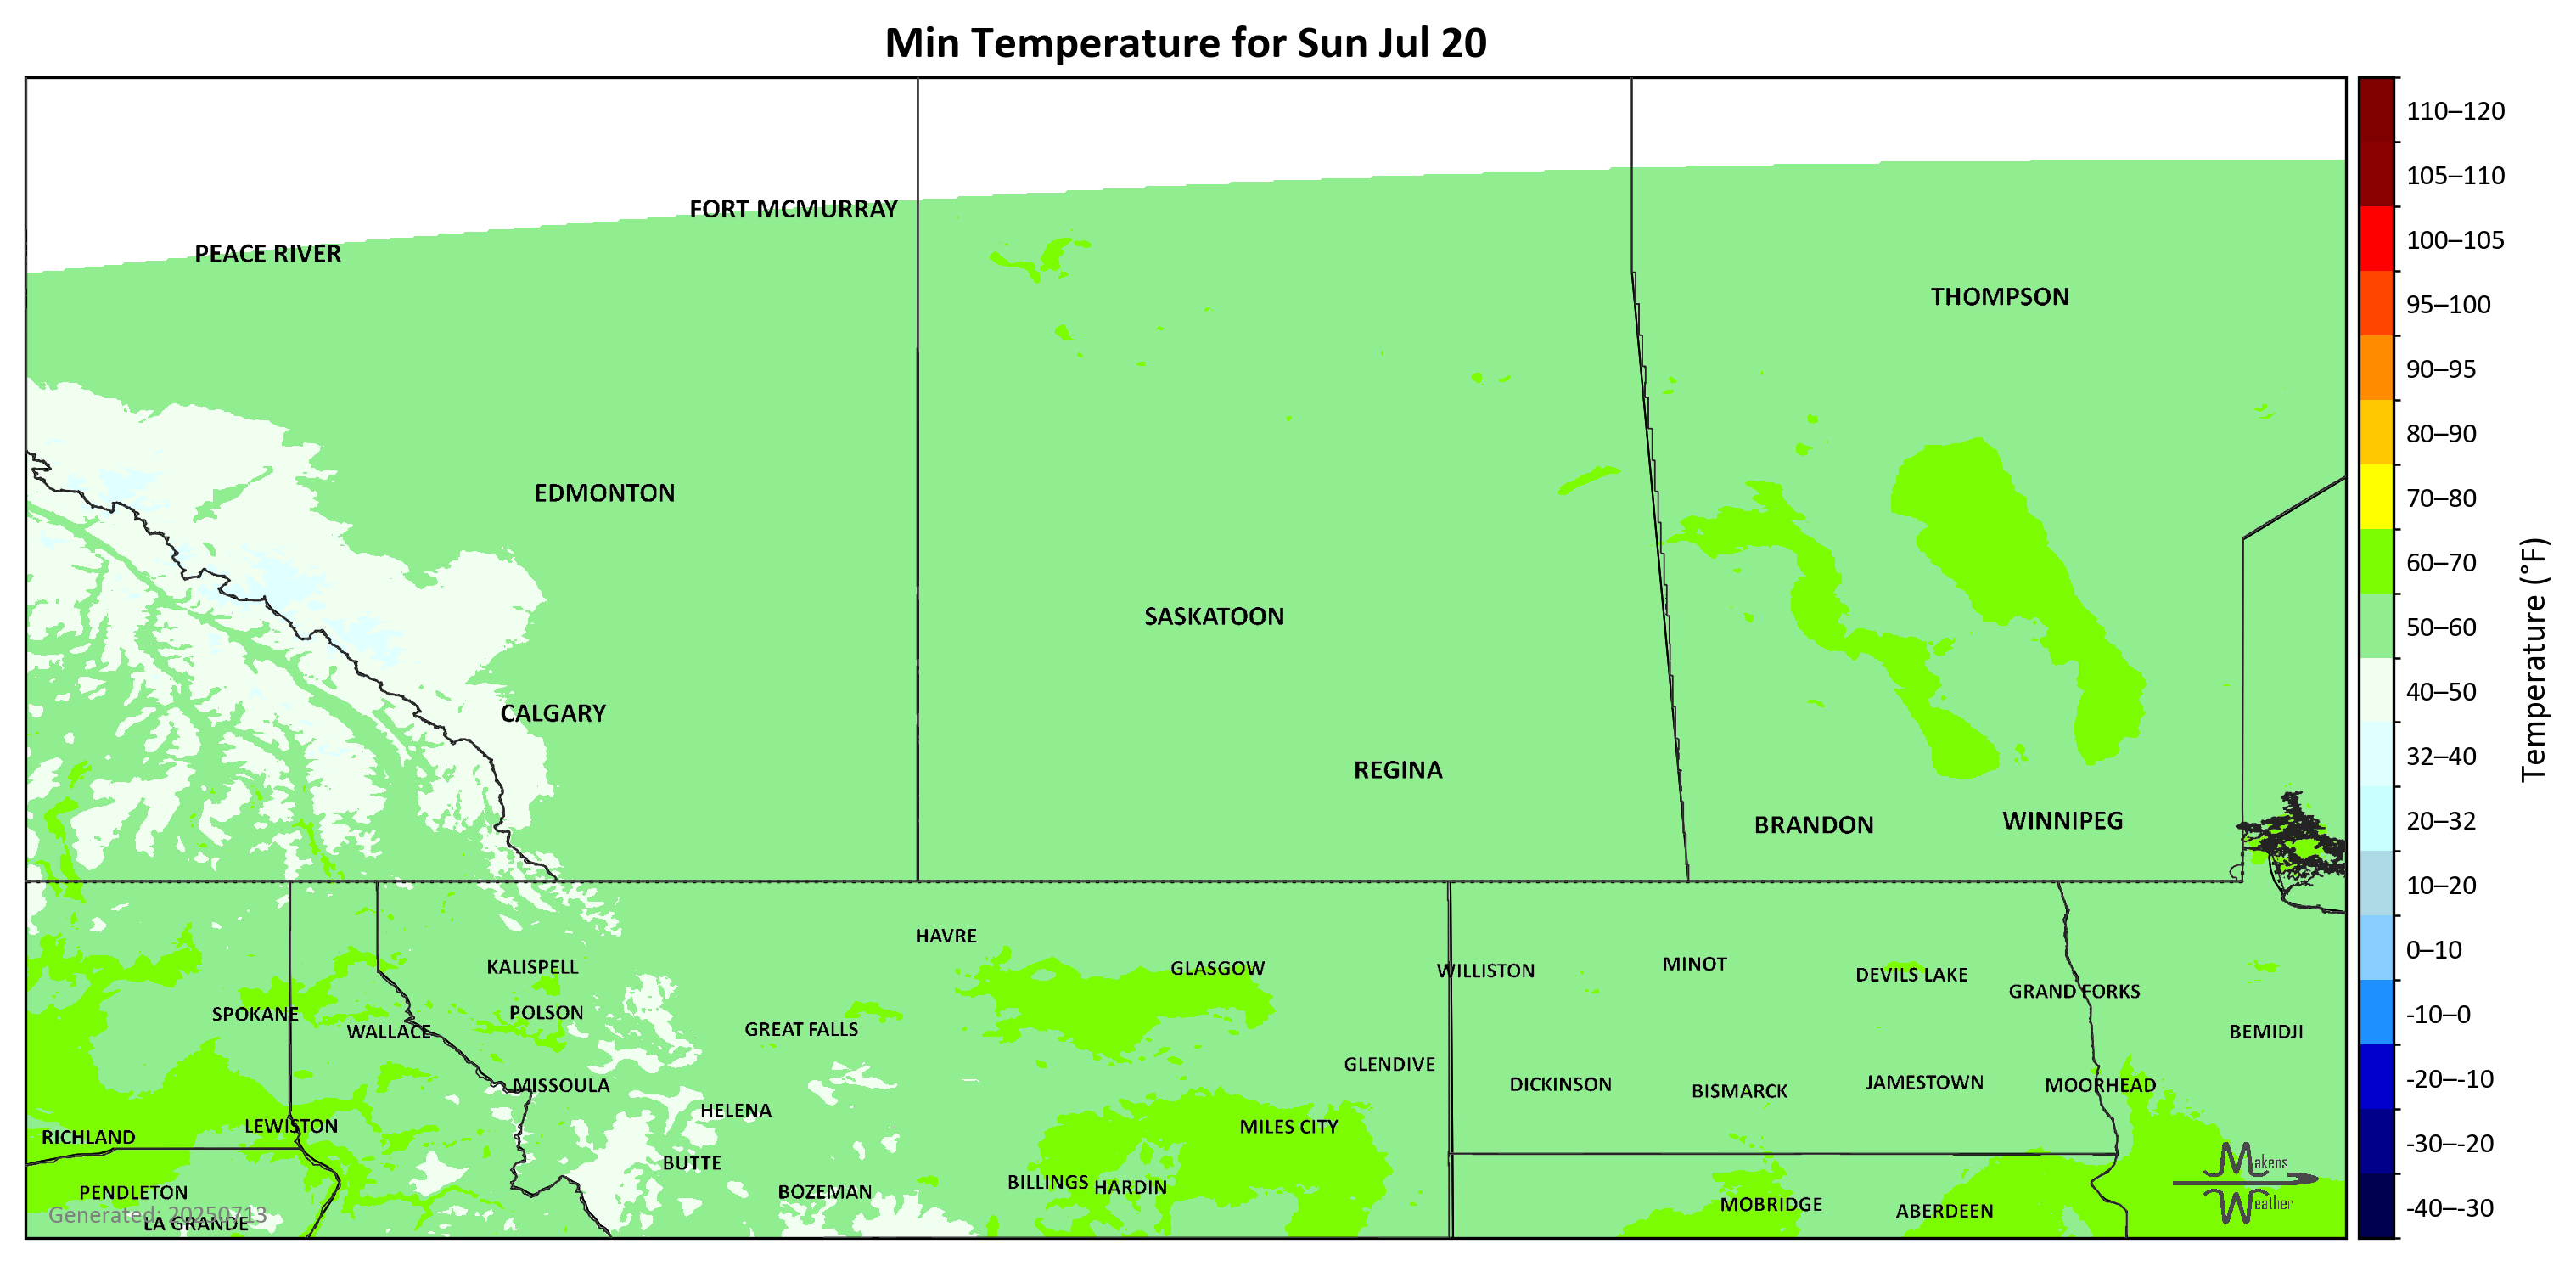 Min Temperature for Sun Jul 20
110–120
105–110
100–105
95–100
90–95
80–90
70–80
60–70
50–60
40–50
32–40
20–32
10–20
0–10
-10–0
-20–-10
-30–-20
-40–-30
Temperature (°F)
FORT MCMURRAY
PEACE RIVER
THOMPSON
EDMONTON
SASKATOON
CALGARY
REGINA
BRANDON
WINNIPEG
HAVRE
KALISPELL
GLASGOW
WILLISTON
MINOT
DEVILS LAKE
GRAND FORKS
SPOKANE
POLSON
WALLACE
GREAT FALLS
BEMIDJI
GLENDIVE
MISSOULA
DICKINSON
BISMARCK
JAMESTOWN
MOORHEAD
HELENA
LEWISTON
MILES CITY
RICHLAND
BUTTE
PENDLETON
BOZEMAN
BILLINGS
HARDIN
MOBRIDGE
ABERDEEN
LA GRANDE
Generated: 20250713
Makens
Weather